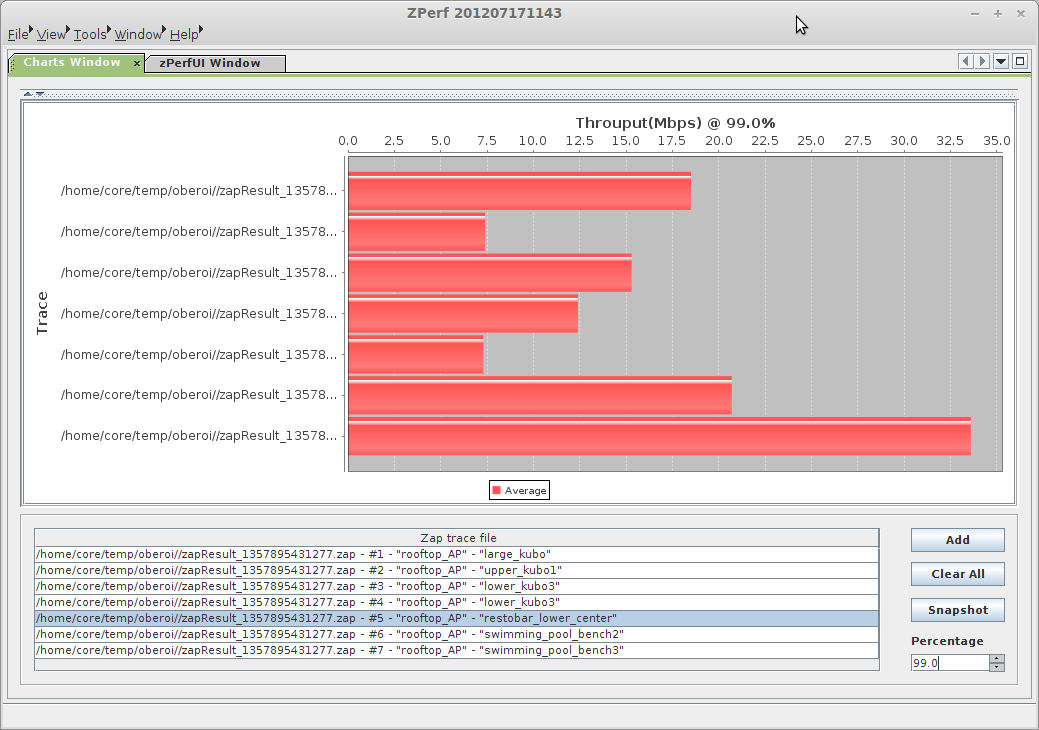 ZPerf 201207171143
File View Tools Window Help
Charts Window zPerfUI Window
Throuput(Mbps) @ 99.0%
0.0 2.5 5.0 7.5 10.0 12.5 15.0 17.5 20.0 22.5 25.0 27.5 30.0 32.5 35.0
Trace
/home/core/temp/oberoi//zapResult_13578...
/home/core/temp/oberoi//zapResult_13578...
/home/core/temp/oberoi//zapResult_13578...
/home/core/temp/oberoi//zapResult_13578...
/home/core/temp/oberoi//zapResult_13578...
/home/core/temp/oberoi//zapResult_13578...
/home/core/temp/oberoi//zapResult_13578...
Average
Zap trace file
/home/core/temp/oberoi//zapResult_1357895431277.zap - #1 - "rooftop_AP" - "large_kubo"
/home/core/temp/oberoi//zapResult_1357895431277.zap - #2 - "rooftop_AP" - "upper_kubo1"
/home/core/temp/oberoi//zapResult_1357895431277.zap - #3 - "rooftop_AP" - "lower_kubo3"
/home/core/temp/oberoi//zapResult_1357895431277.zap - #4 - "rooftop_AP" - "lower_kubo3"
/home/core/temp/oberoi//zapResult_1357895431277.zap - #5 - "rooftop_AP" - "restobar_lower_center"
/home/core/temp/oberoi//zapResult_1357895431277.zap - #6 - "rooftop_AP" - "swimming_pool_bench2"
/home/core/temp/oberoi//zapResult_1357895431277.zap - #7 - "rooftop_AP" - "swimming_pool_bench3"
Add
Clear All
Snapshot
Percentage
99.0